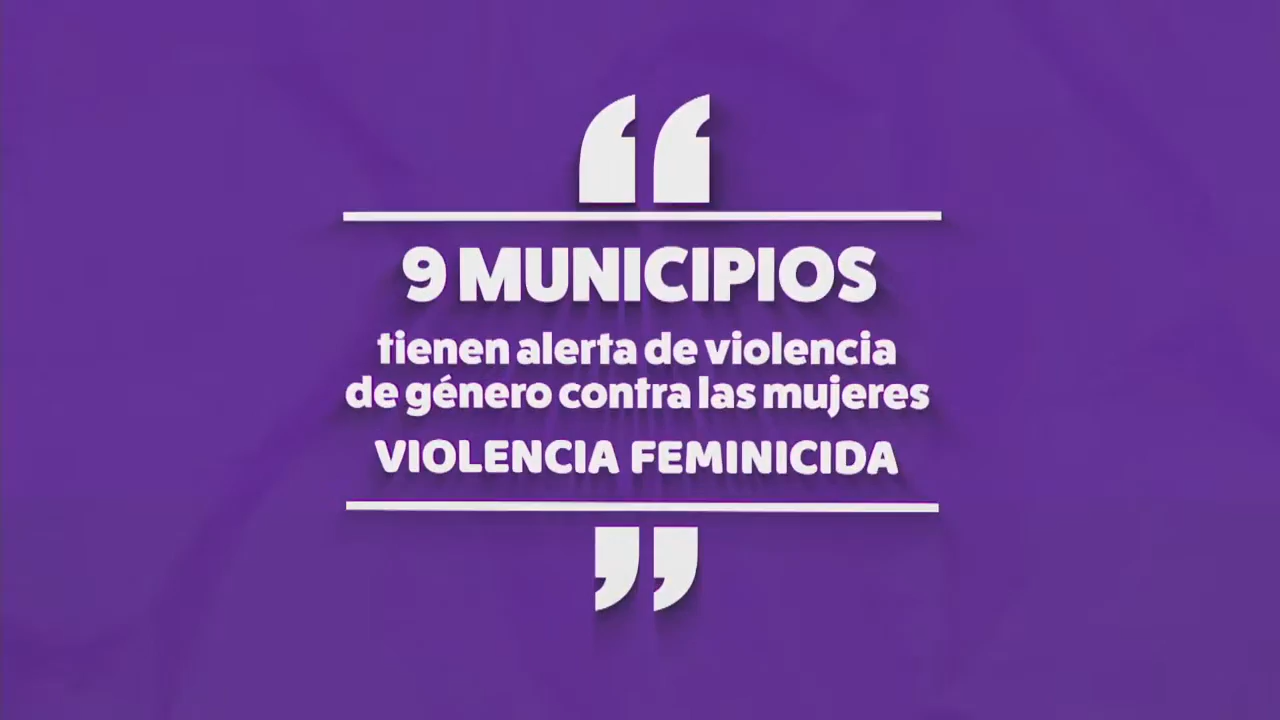 “
9 MUNICIPIOS
tienen alerta de violencia
de género contra las mujeres
VIOLENCIA FEMINICIDA
”